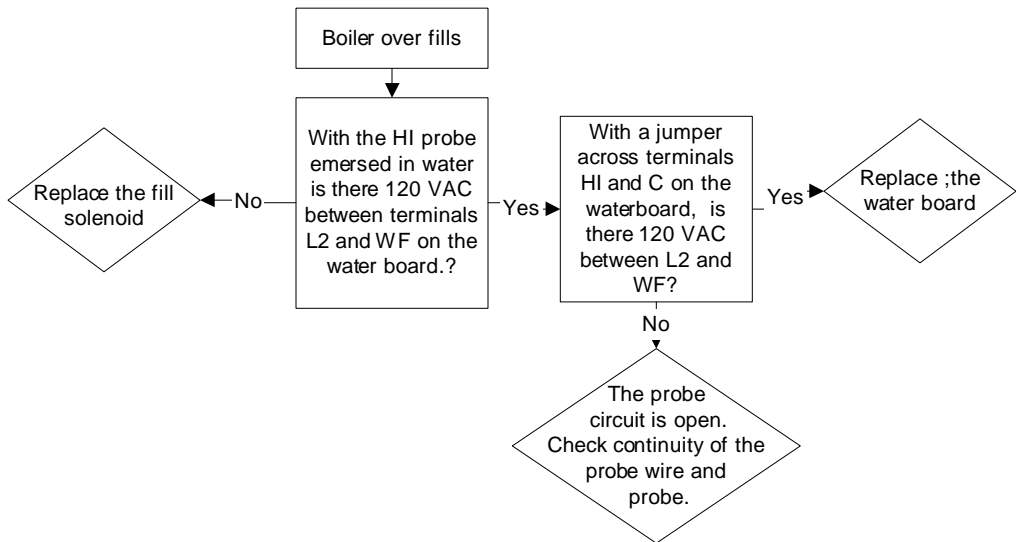 Boiler over fills
With the HI probe
emersed in water
is there 120 VAC
between terminals
L2 and WF on the
water board.?
No
Replace the fill
solenoid
Yes
With a jumper
across terminals
HI and C on the
waterboard, is
there 120 VAC
between L2 and
WF?
Yes
Replace ;the
water board
No
The probe
circuit is open.
Check continuity of the
probe wire and
probe.